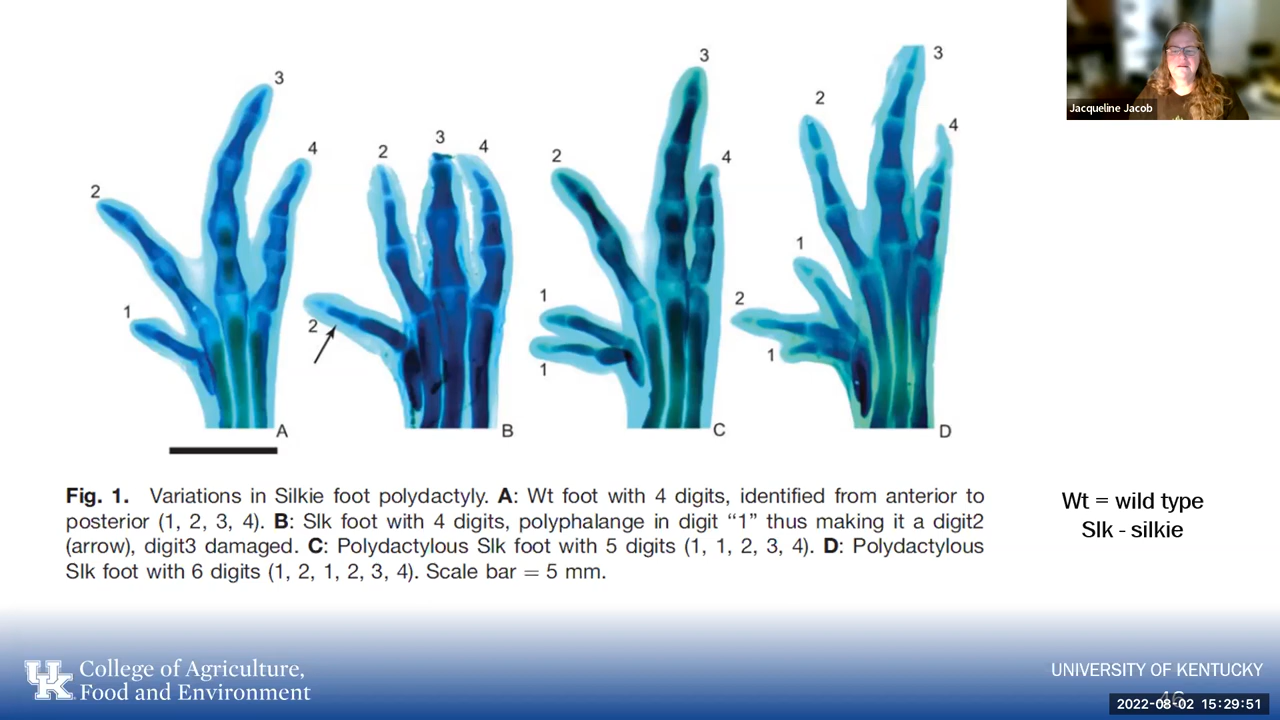 Jacqueline Jacob
1
2
3
4
A
2
2
3
4
B
1
1
2
3
4
C
2
1
1
2
3
4
D
Fig. 1. Variations in Silkie foot polydactyly. A: Wt foot with 4 digits, identified from anterior to
posterior (1, 2, 3, 4). B: Slk foot with 4 digits, polyphalange in digit “1” thus making it a digit2
(arrow), digit3 damaged. C: Polydactylous Slk foot with 5 digits (1, 1, 2, 3, 4). D: Polydactylous
Slk foot with 6 digits (1, 2, 1, 2, 3, 4). Scale bar = 5 mm.
Wt = wild type
Slk - silkie
UK
College of Agriculture,
Food and Environment
UNIVERSITY OF KENTUCKY
2022-08-02 15:29:51